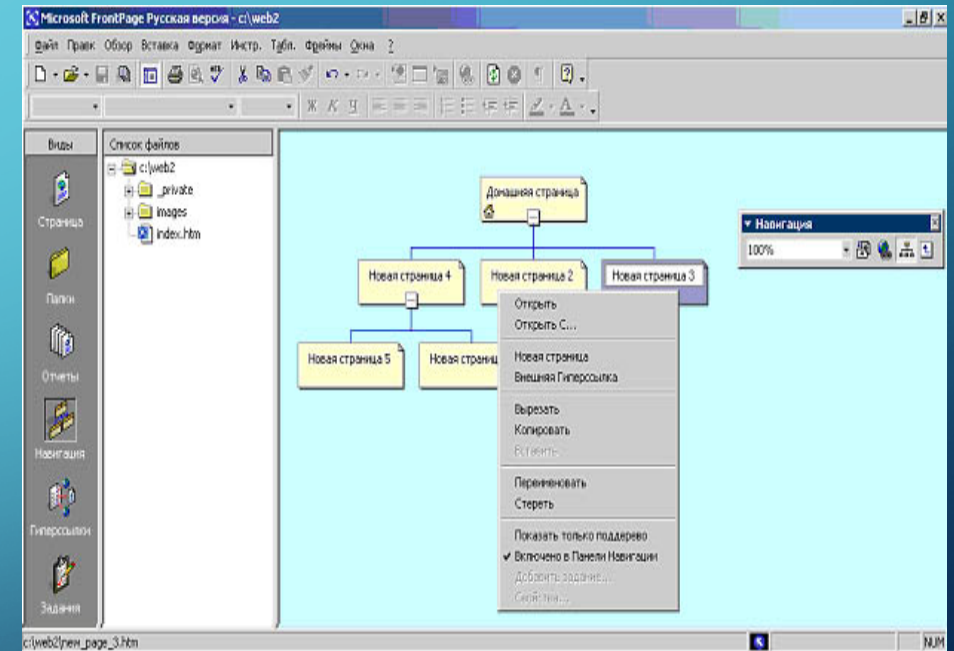 Microsoft FrontPage Русская версия - c:\web2
Файл Правк Обзор Вставка Формат Инстр. Табл. Фреймы Окна ?
Ж К Ч
Виды
Список файлов
Страница
Папки
Отчеты
Навигация
Гиперссылки
Задания
c:\web2
_private
images
index.htm
Домашняя страница
Новая страница 4
Новая страница 2
Новая страница 3
Новая страница 5
Новая страниц
Навигация
100%
Открыть
Открыть С...
Новая страница
Внешняя Гиперссылка
Вырезать
Копировать
Вставить
Переименовать
Стереть
Показать только поддерево
Включено в Панели Навигации
Добавить задание...
Свойства...
c:\web2\new_page_3.htm
NUM